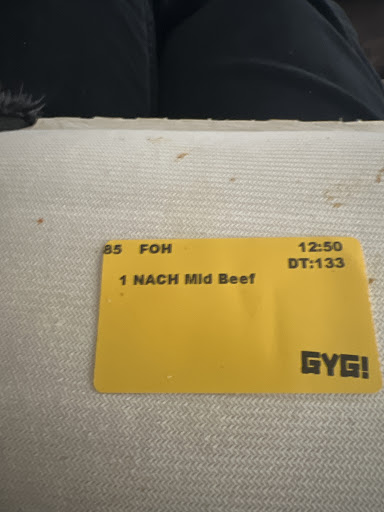 85 FOH 12:50
DT:133
1 NACH Mld Beef
GYG!